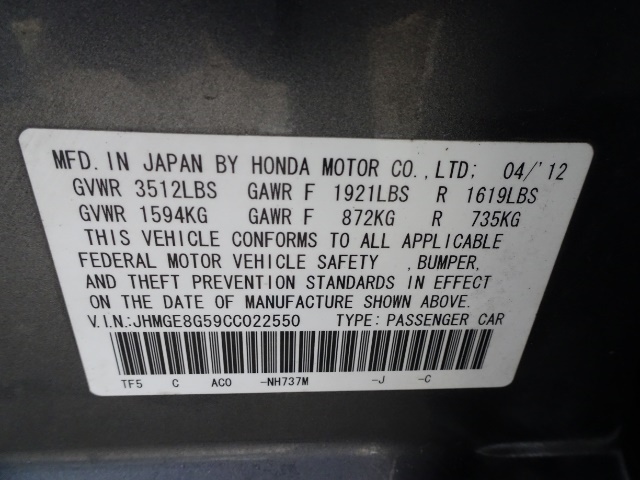 MFD. IN JAPAN BY HONDA MOTOR CO., LTD; 04/'12
GVWR 3512LBS GAWR F 1921LBS R 1619LBS
GVWR 1594KG GAWR F 872KG R 735KG
THIS VEHICLE CONFORMS TO ALL APPLICABLE
FEDERAL MOTOR VEHICLE SAFETY , BUMPER,
AND THEFT PREVENTION STANDARDS IN EFFECT
ON THE DATE OF MANUFACTURE SHOWN ABOVE.
V.I.N.:JHMGE8G59CC022550 TYPE: PASSENGER CAR
TF5 C AC0 -NH737M -J -C